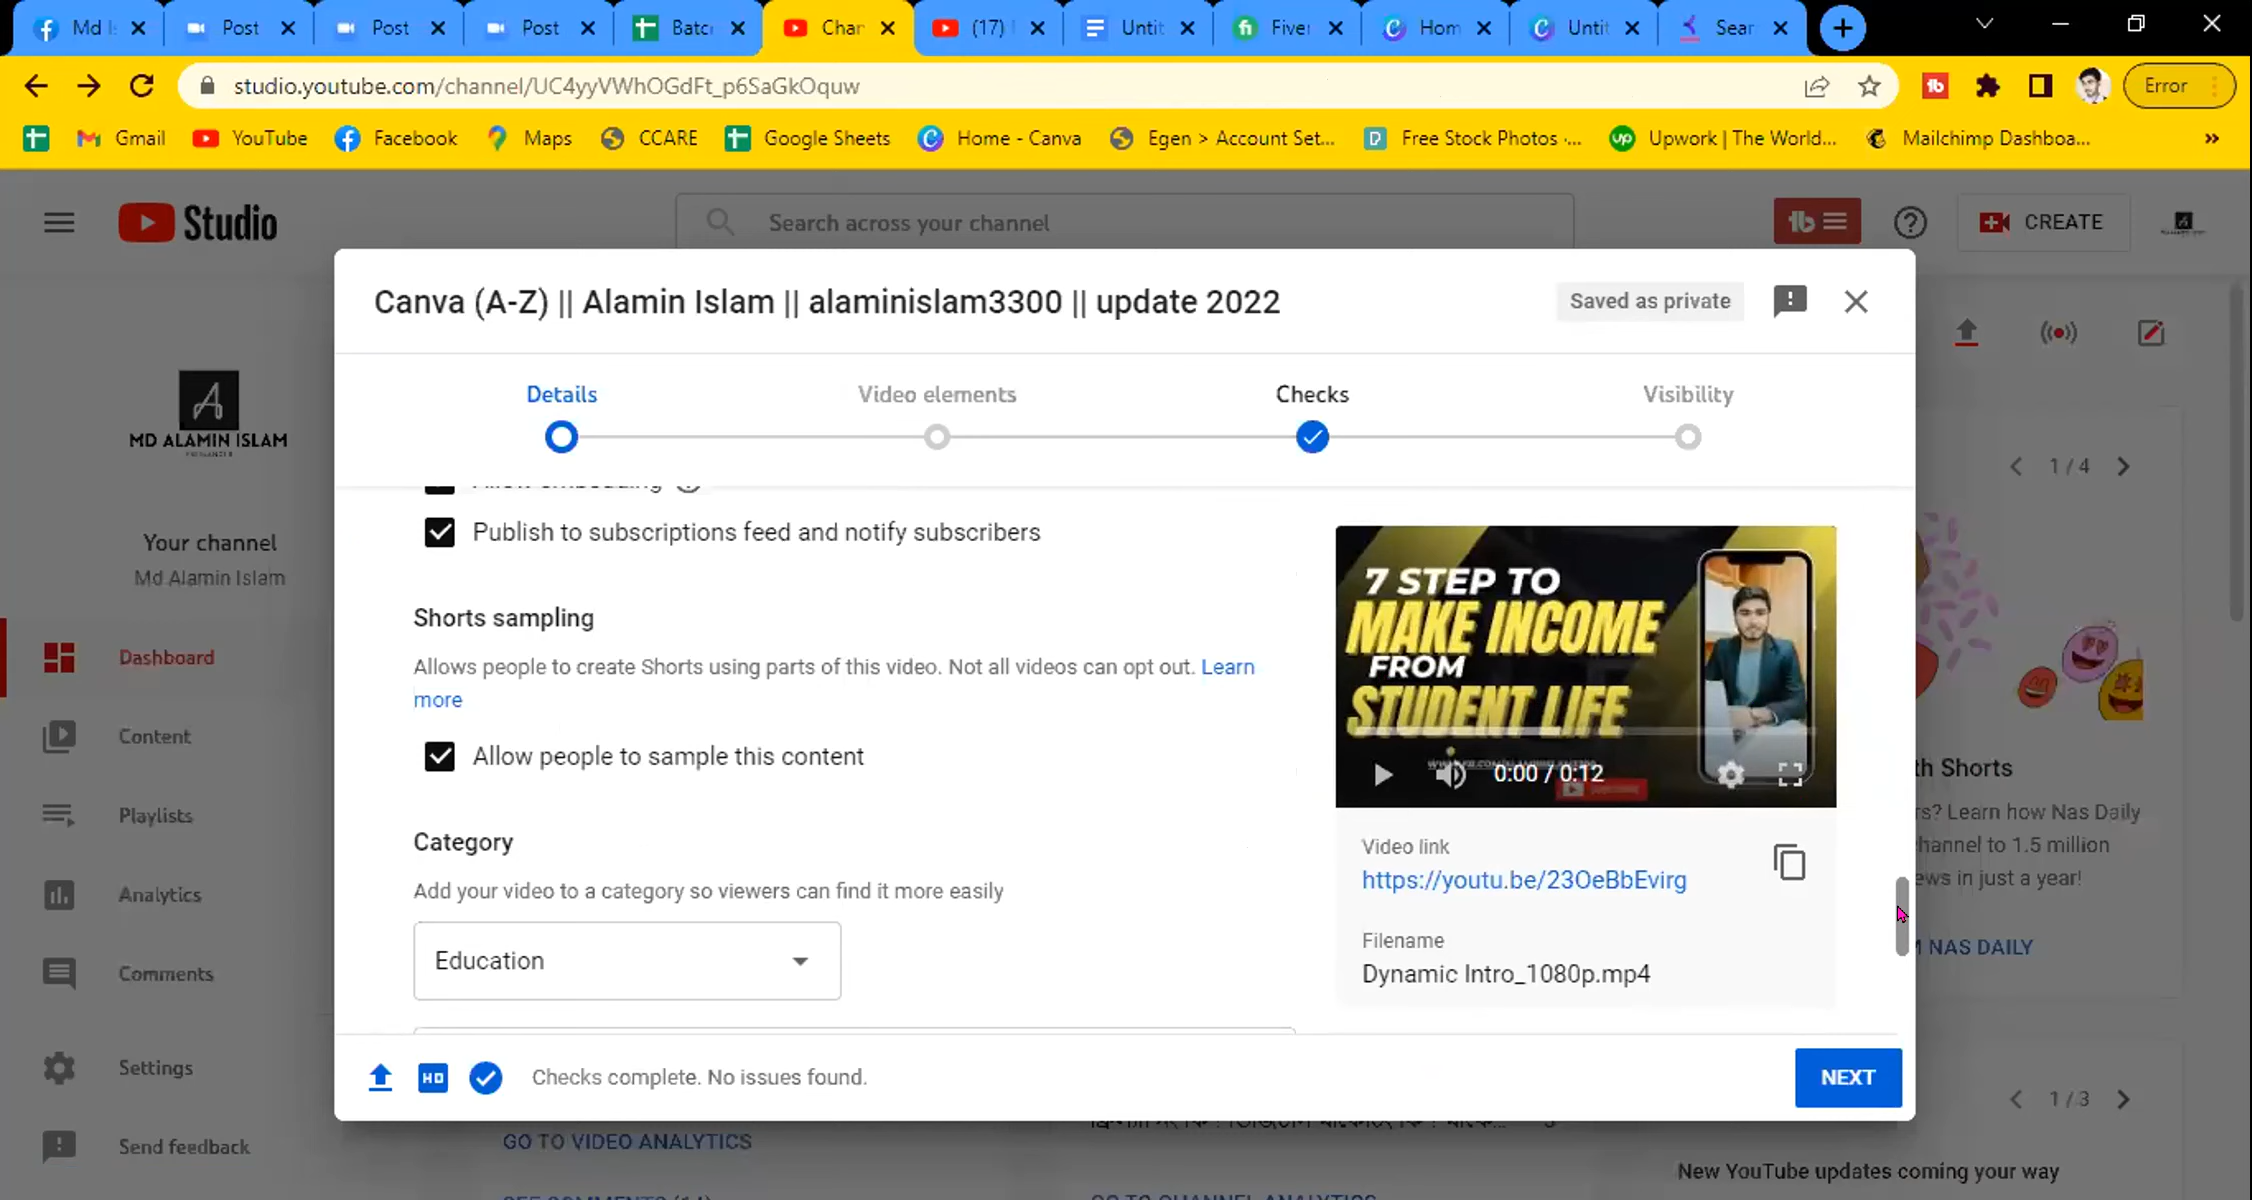 Md I
Post
Post
Post
Batc
Char
(17)
Untit
Fiver
Hom
Untit
Sear
studio.youtube.com/channel/UC4yyVWhOGdFt_p6SaGkOquw
Error
Gmail
YouTube
Facebook
Maps
CCARE
Google Sheets
Home - Canva
Egen > Account Set...
Free Stock Photos ·...
Upwork | The World...
Mailchimp Dashboa...
Studio
Search across your channel
CREATE
Canva (A-Z) || Alamin Islam || alaminislam3300 || update 2022
Saved as private
Details
Video elements
Checks
Visibility
MD ALAMIN ISLAM
Your channel
Md Alamin Islam
Dashboard
Content
Playlists
Analytics
Comments
Settings
Send feedback
Publish to subscriptions feed and notify subscribers
Shorts sampling
Allows people to create Shorts using parts of this video. Not all videos can opt out. Learn
more
Allow people to sample this content
Category
Add your video to a category so viewers can find it more easily
Education
7 STEP TO
MAKE INCOME
FROM
STUDENT LIFE
0:00 / 0:12
Video link
https://youtu.be/23OeBbEvirg
Filename
Dynamic Intro_1080p.mp4
HD
Checks complete. No issues found.
NEXT
1 / 4
th Shorts
rs? Learn how Nas Daily
hannel to 1.5 million
ews in just a year!
M NAS DAILY
1 / 3
GO TO VIDEO ANALYTICS
New YouTube updates coming your way